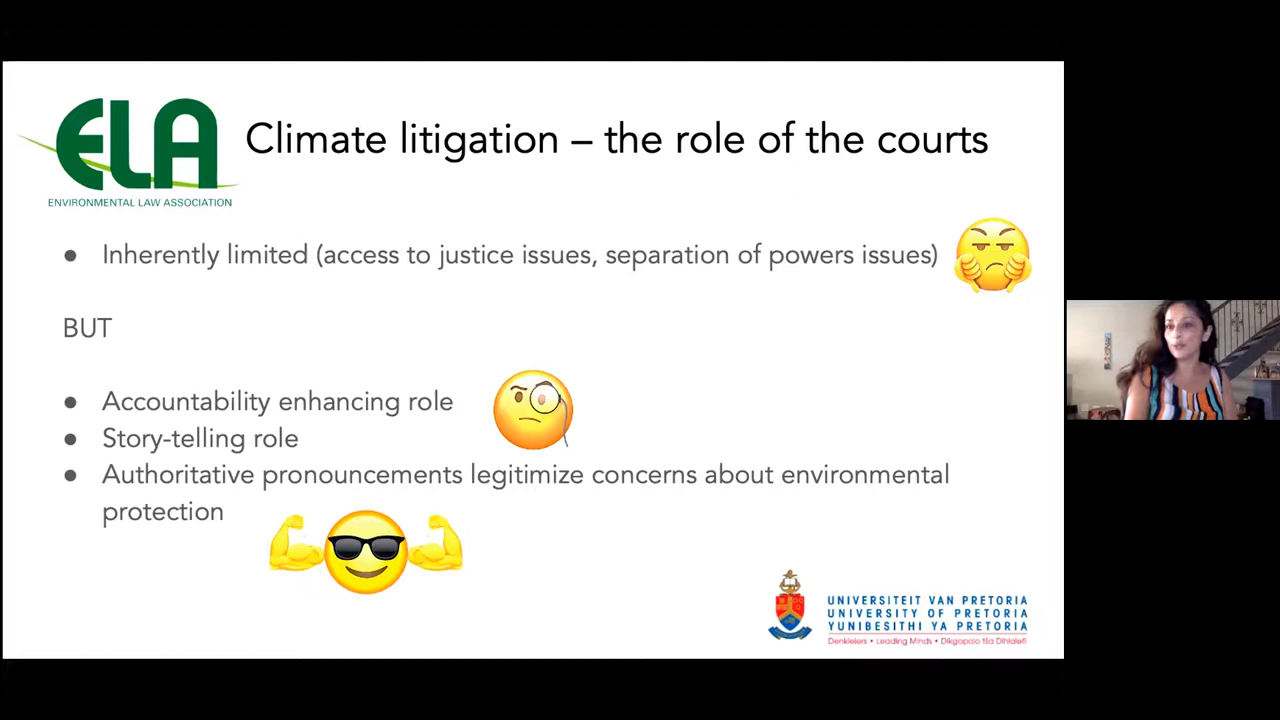 ELA
ENVIRONMENTAL LAW ASSOCIATION
Climate litigation – the role of the courts
● Inherently limited (access to justice issues, separation of powers issues)
BUT
● Accountability enhancing role
● Story-telling role
● Authoritative pronouncements legitimize concerns about environmental
protection
UNIVERSITEIT VAN PRETORIA
UNIVERSITY OF PRETORIA
YUNIBESITHI YA PRETORIA
Denkleiers • Leading Minds • Dikgopolo tša Dihlalefi